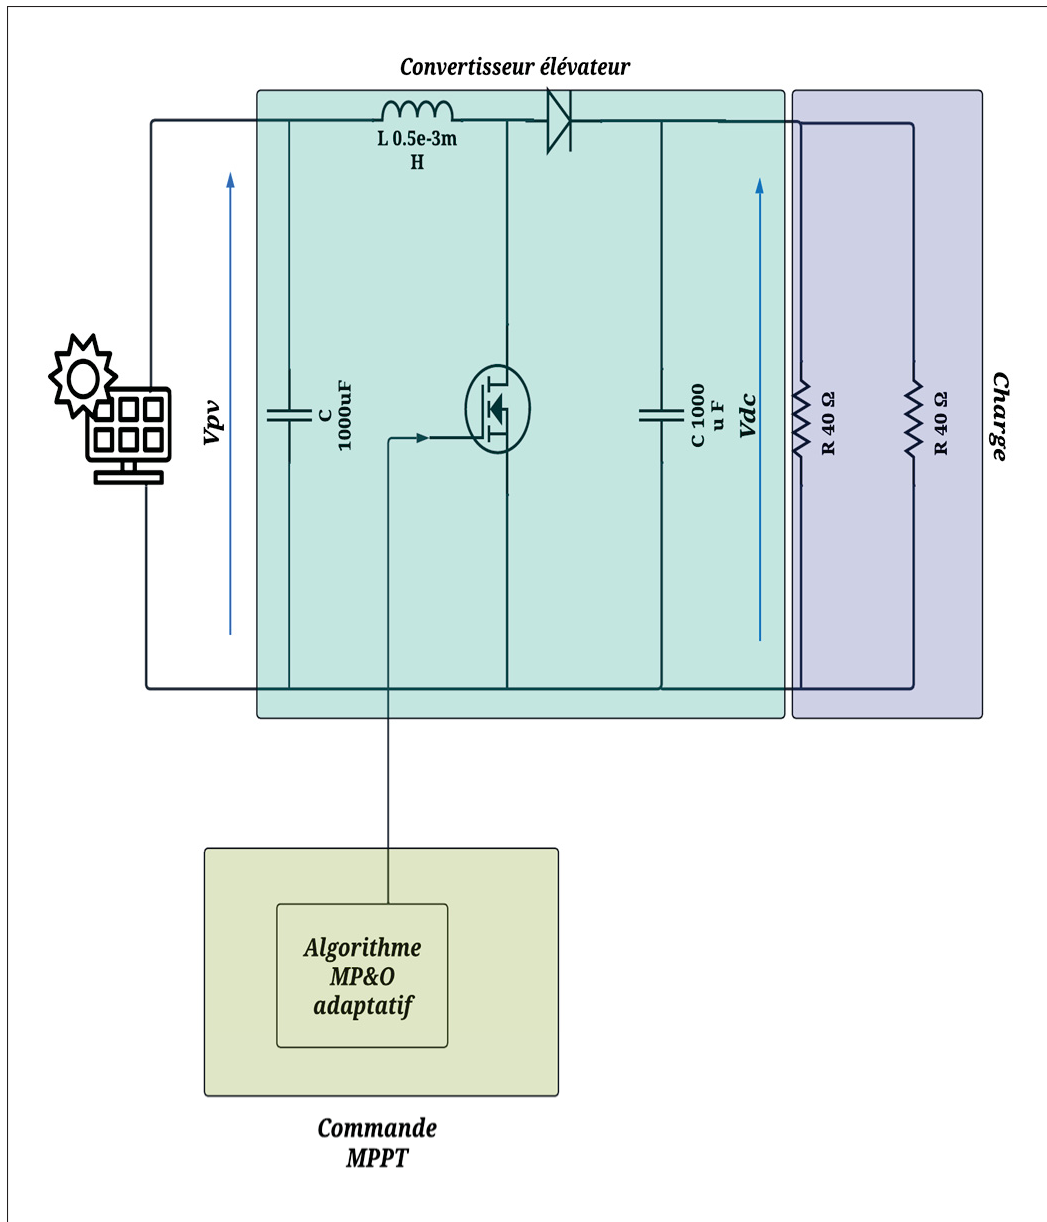 Convertisseur élévateur
L 0.5e-3m
H
Vpv
C
1000uF
C 1000
u F
Vdc
R 40 Ω
R 40 Ω
Charge
Algorithme
MP&O
adaptatif
Commande
MPPT